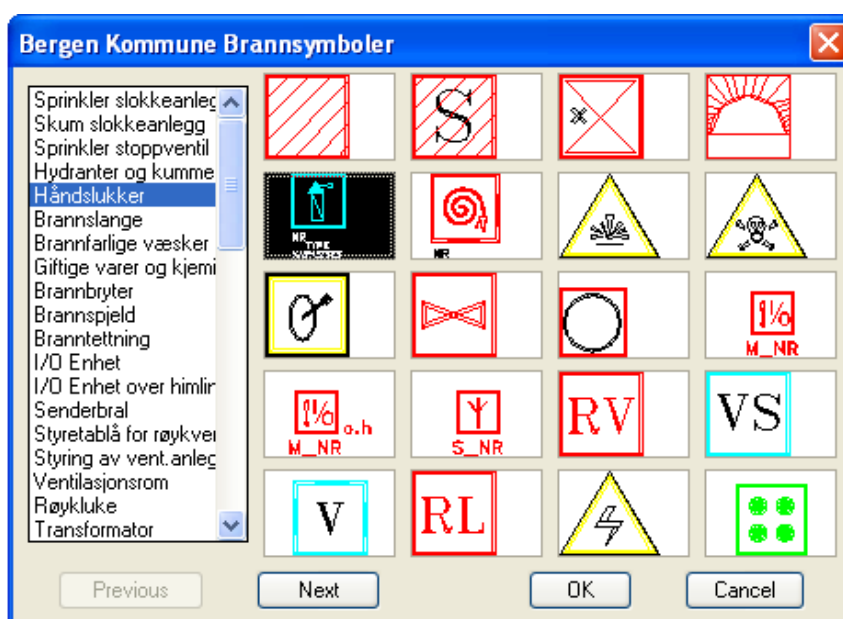 Bergen Kommune Brannsymboler
Sprinkler slokkeanleg
Skum slokkeanlegg
Sprinkler stoppventil
Hydranter og kumme
Håndslukker
Brannslange
Brannfarlige væsker
Giftige varer og kjemi
Brannbryter
Brannspjeld
Branntettning
I/O Enhet
I/O Enhet over himlin
Senderbral
Styretablå for røykver
Styring av vent.anleg
Ventilasjonsrom
Røykluke
Transformator
S
NR
TYPE
NR
I/O
M_NR
I/O o.h
M_NR
S_NR
RV
VS
V
RL
Previous
Next
OK
Cancel